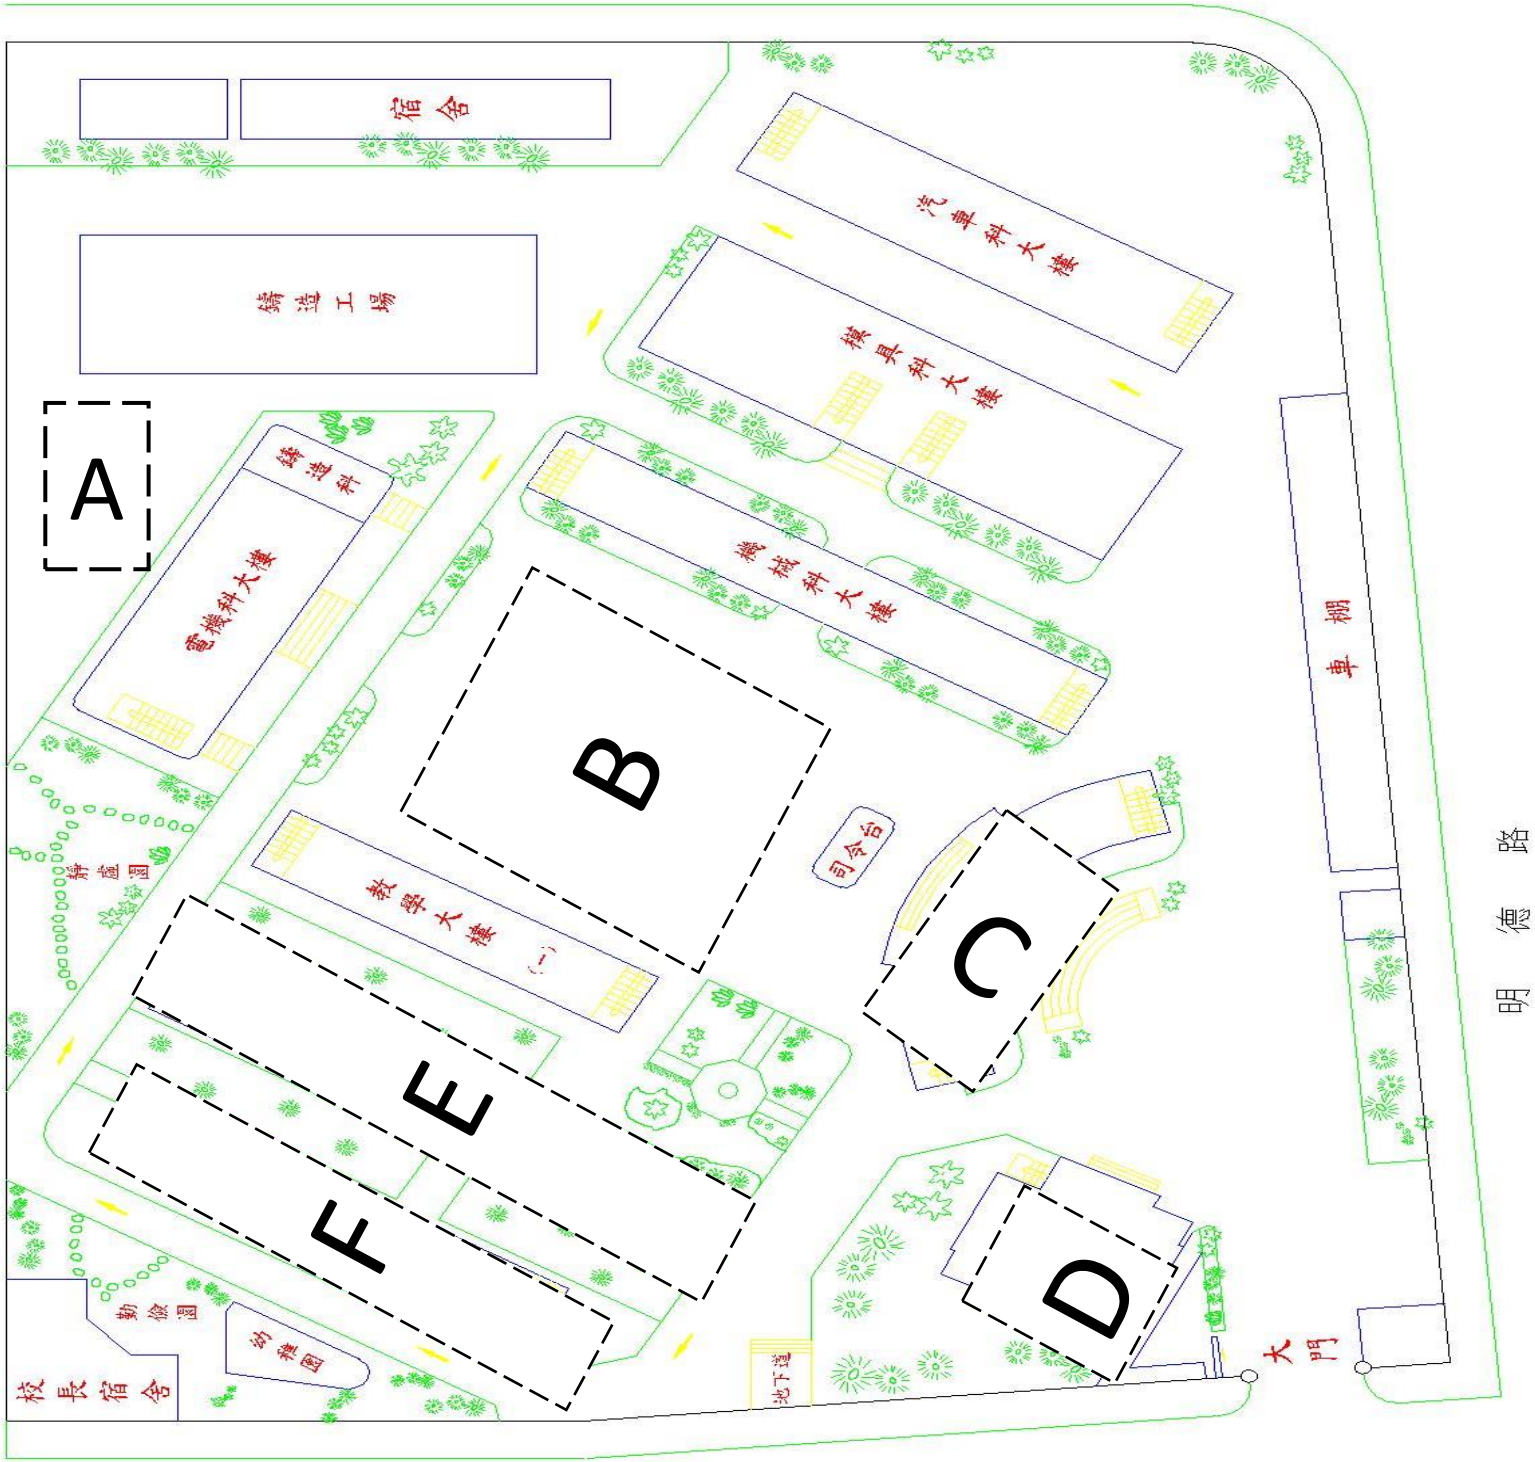 宿舍
汽車科大樓
鑄造工場
模具科大樓
A
鑄造科
機械科大樓
電機科大樓
車棚
B
司令台
靜遠園
教學大樓
(一)
C
明德路
E
F
D
勤儉園
幼稚園
大門
校長宿舍
地下道